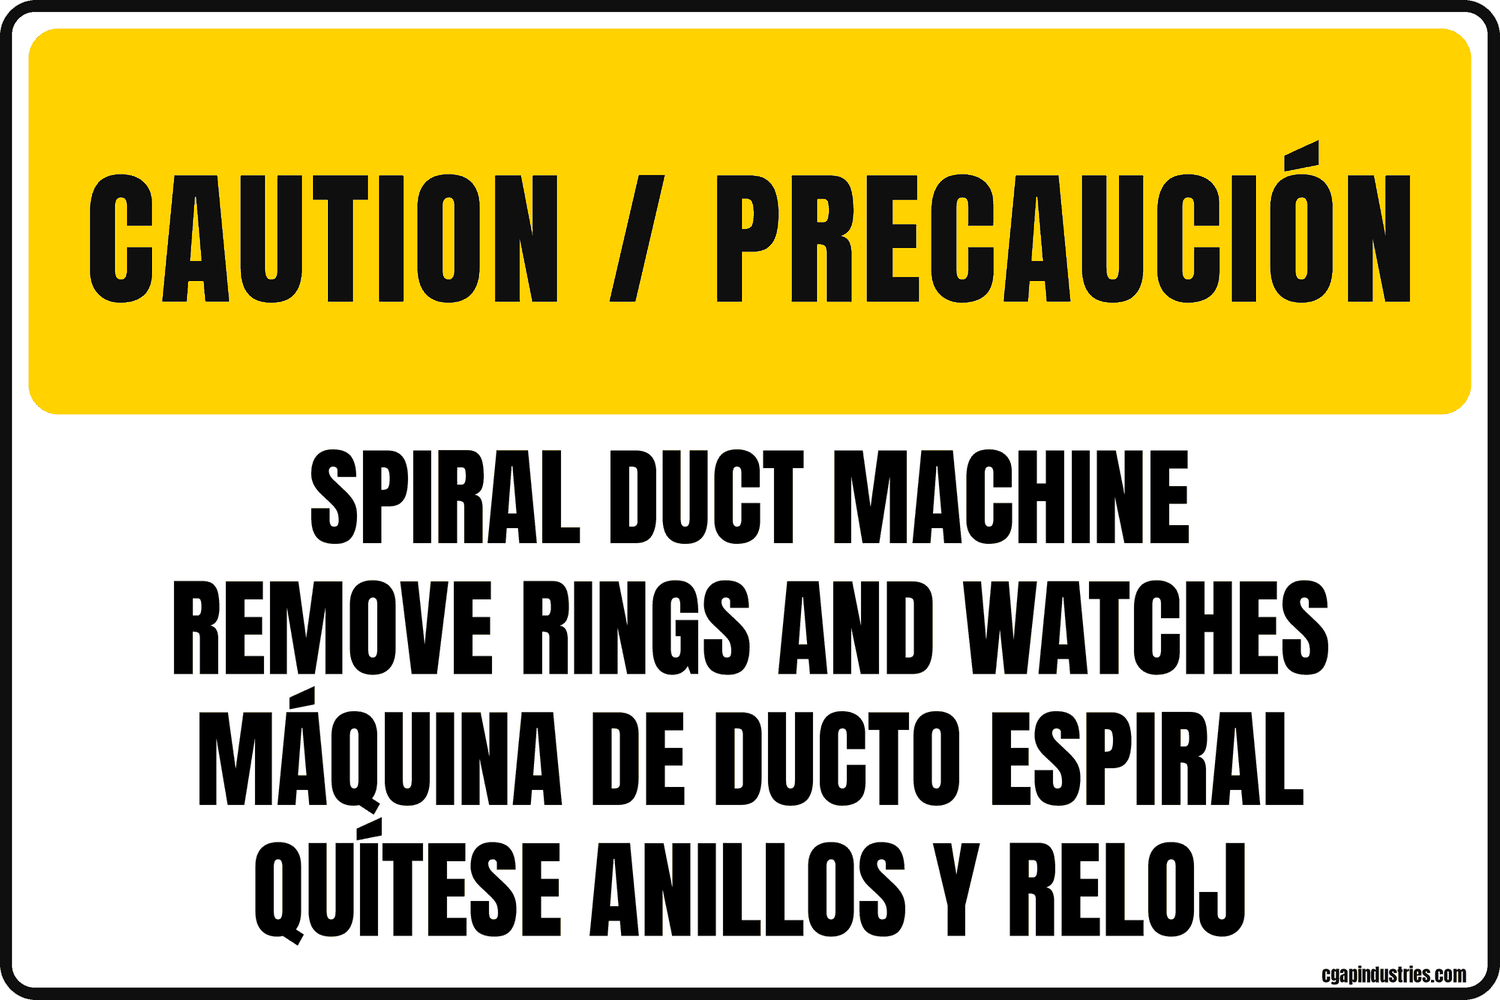 CAUTION / PRECAUCIÓN
SPIRAL DUCT MACHINE
REMOVE RINGS AND WATCHES
MÁQUINA DE DUCTO ESPIRAL
QUÍTESE ANILLOS Y RELOJ
cgapindustries.com